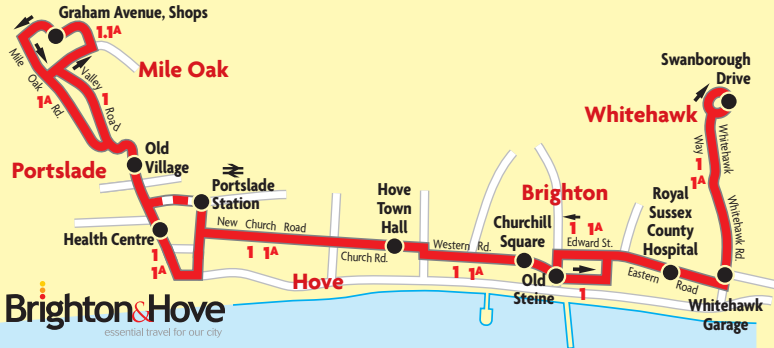 Graham Avenue, Shops
1.1A
Mile Oak
Mile Oak Rd.
1A
Valley Road
1
Old
Village
Portslade
Portslade
Station
Health Centre
1
1A
New Church Road
1 1A
Hove
Church Rd.
Hove
Town
Hall
Western Rd.
1 1A
Churchill
Square
Brighton
1 1A
Edward St.
Old
Steine
1
Royal
Sussex
County
Hospital
Eastern Road
Whitehawk
Garage
Whitehawk Rd.
Whitehawk Way
1
1A
Whitehawk
Swanborough
Drive
Brighton&Hove
essential travel for our city